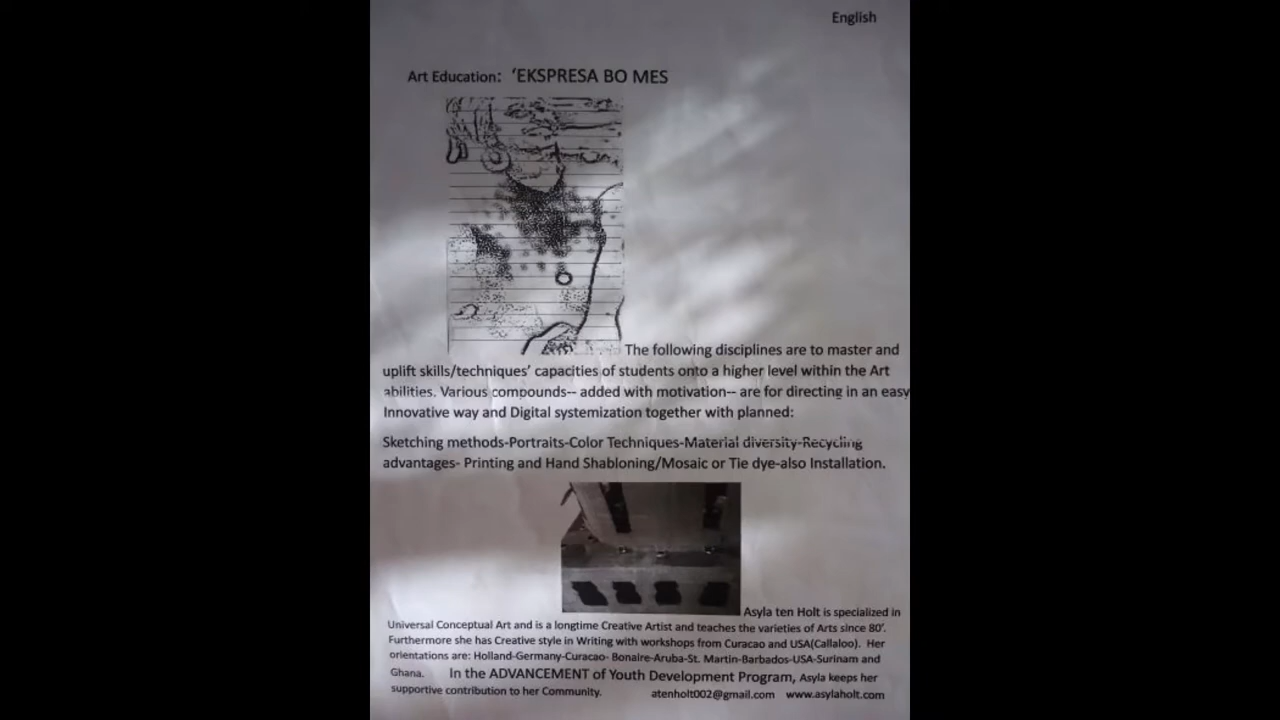 English
Art Education: ‘EKSPRESA BO MES
The following disciplines are to master and
uplift skills/techniques’ capacities of students onto a higher level within the Art
abilities. Various compounds-- added with motivation-- are for directing in an easy
Innovative way and Digital systemization together with planned:
Sketching methods-Portraits-Color Techniques-Material diversity-Recycling
advantages- Printing and Hand Shabloning/Mosaic or Tie dye-also Installation.
Asyla ten Holt is specialized in
Universal Conceptual Art and is a longtime Creative Artist and teaches the varieties of Arts since 80’.
Furthermore she has Creative style in Writing with workshops from Curacao and USA(Callaloo). Her
orientations are: Holland-Germany-Curacao- Bonaire-Aruba-St. Martin-Barbados-USA-Surinam and
Ghana. In the ADVANCEMENT of Youth Development Program, Asyla keeps her
supportive contribution to her Community. atenholt002@gmail.com www.asylaholt.com